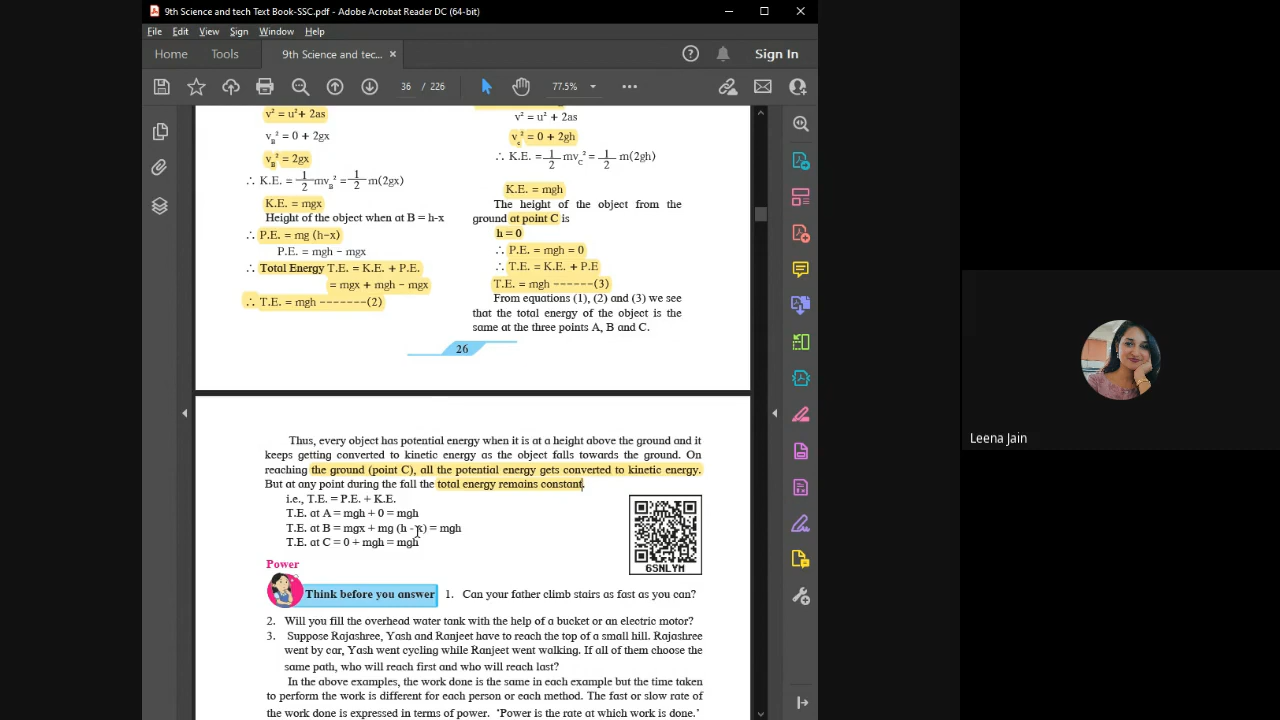 9th Science and tech Text Book-SSC.pdf - Adobe Acrobat Reader DC (64-bit)
File Edit View Sign Window Help
Home Tools 9th Science and tec... × Sign In
36 / 226 77.5%
v² = u²+ 2as
v_B² = 0 + 2gx
v_B² = 2gx
∴ K.E. = 1/2 mv_B² = 1/2 m(2gx)
K.E. = mgx
Height of the object when at B = h-x
∴ P.E. = mg (h-x)
P.E. = mgh – mgx
∴ Total Energy T.E. = K.E. + P.E.
= mgx + mgh - mgx
∴ T.E. = mgh -------(2)
v² = u² + 2as
v_c² = 0 + 2gh
∴ K.E. = 1/2 mv_C² = 1/2 m(2gh)
K.E. = mgh
The height of the object from the
ground at point C is
h = 0
∴ P.E. = mgh = 0
∴ T.E. = K.E. + P.E
T.E. = mgh ------(3)
From equations (1), (2) and (3) we see
that the total energy of the object is the
same at the three points A, B and C.
26
Thus, every object has potential energy when it is at a height above the ground and it
keeps getting converted to kinetic energy as the object falls towards the ground. On
reaching the ground (point C), all the potential energy gets converted to kinetic energy.
But at any point during the fall the total energy remains constant.
i.e., T.E. = P.E. + K.E.
T.E. at A = mgh + 0 = mgh
T.E. at B = mgx + mg (h - x) = mgh
T.E. at C = 0 + mgh = mgh
6SNLYM
Power
Think before you answer 1. Can your father climb stairs as fast as you can?
2. Will you fill the overhead water tank with the help of a bucket or an electric motor?
3. Suppose Rajashree, Yash and Ranjeet have to reach the top of a small hill. Rajashree
went by car, Yash went cycling while Ranjeet went walking. If all of them choose the
same path, who will reach first and who will reach last?
In the above examples, the work done is the same in each example but the time taken
to perform the work is different for each person or each method. The fast or slow rate of
the work done is expressed in terms of power. ‘Power is the rate at which work is done.’
Leena Jain